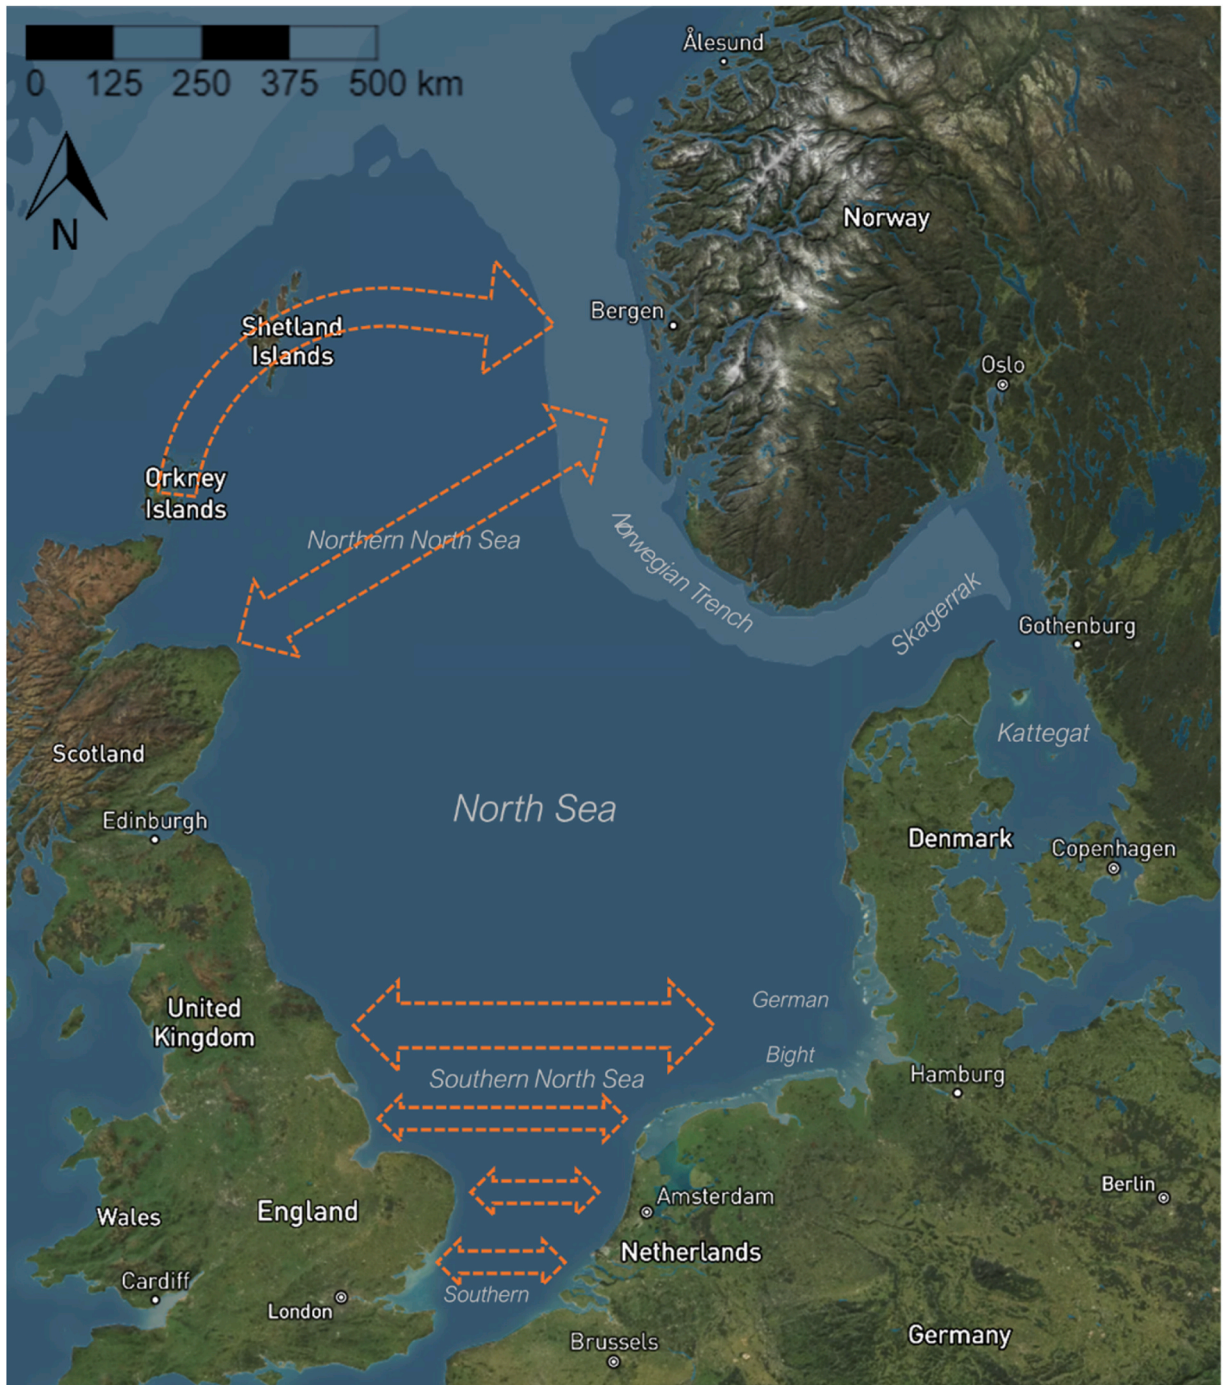 0 125 250 375 500 km
N
Ålesund
Norway
Bergen
Shetland
Islands
Oslo
Orkney
Islands
Northern North Sea
Norwegian Trench
Skagerrak
Gothenburg
Kattegat
Scotland
North Sea
Edinburgh
Denmark
Copenhagen
German
Bight
United
Kingdom
Southern North Sea
Hamburg
Amsterdam
Berlin
Wales
England
Netherlands
Cardiff
London
Southern
Brussels
Germany